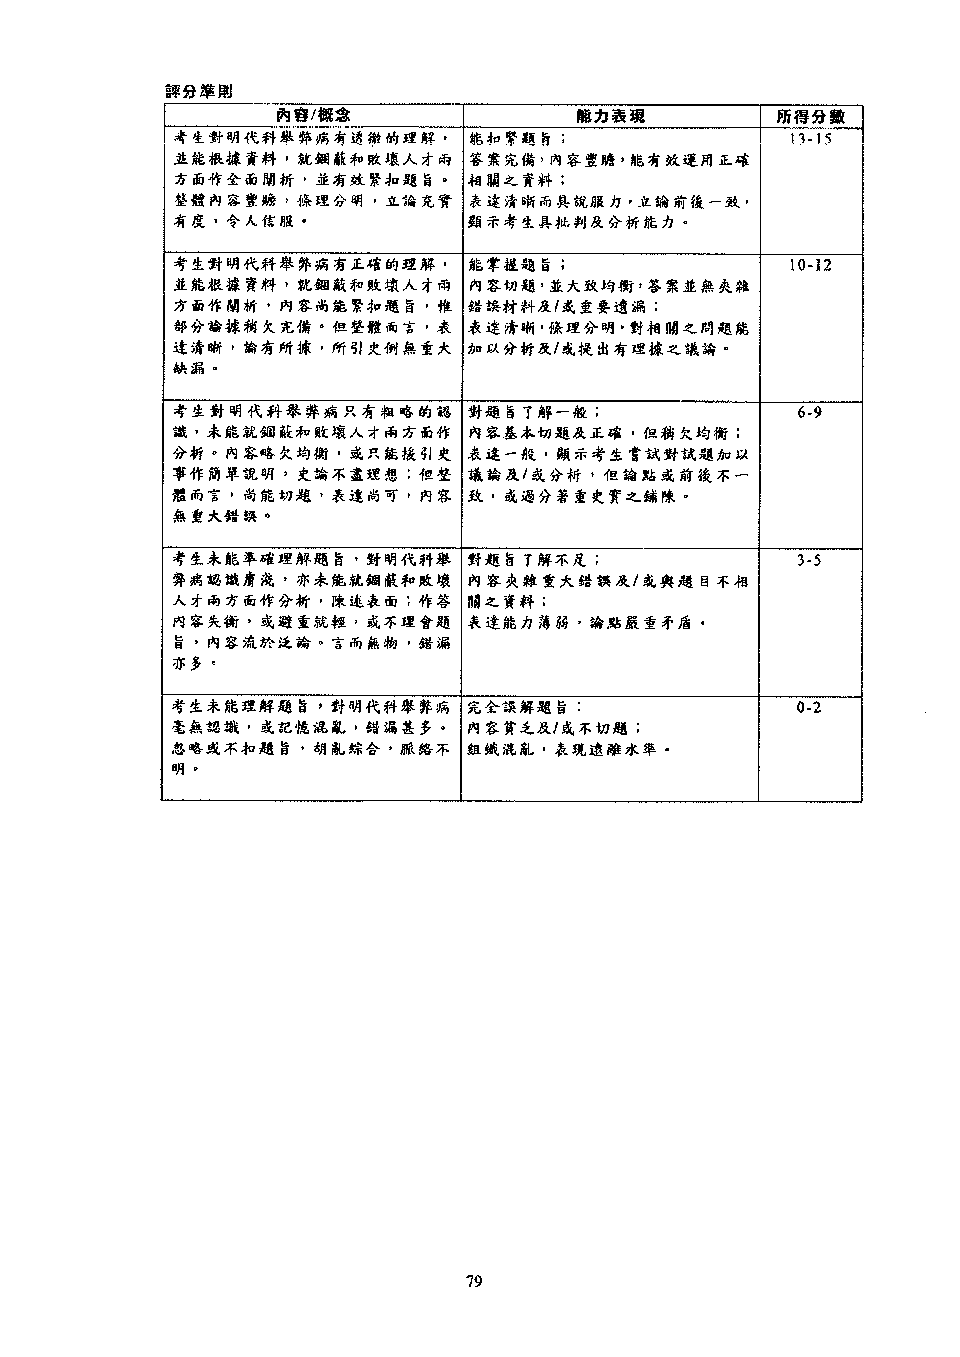 評分準則
內容/概念
能力表現
所得分數
考生對明代科舉弊病有透徹的理解，
並能根據資料，就錮蔽和敗壞人才兩
方面作全面闡析，並有效緊扣題旨。
整體內容豐贍，條理分明，立論充實
有度，令人信服。
能扣緊題旨；
答案完備，內容豐贍，能有效運用正確
相關之資料；
表達清晰而具說服力，立論前後一致，
顯示考生具批判及分析能力。
13-15
考生對明代科舉弊病有正確的理解，
並能根據資料，就錮蔽和敗壞人才兩
方面作闡析，內容尚能緊扣題旨，惟
部分論據稍欠完備。但整體而言，表
達清晰，論有所據，所引史例無重大
缺漏。
能掌握題旨；
內容切題，並大致均衡，答案並無夾雜
錯誤材料及/或重要遺漏；
表達清晰，條理分明，對相關之問題能
加以分析及/或提出有理據之議論。
10-12
考生對明代科舉弊病只有粗略的認
識，未能就錮蔽和敗壞人才兩方面作
分析。內容略欠均衡，或只能援引史
事作簡單說明，史論不盡理想；但整
體而言，尚能切題，表達尚可，內容
無重大錯誤。
對題旨了解一般；
內容基本切題及正確，但稍欠均衡；
表達一般，顯示考生嘗試對試題加以
議論及/或分析，但論點或前後不一
致，或過分著重史實之鋪陳。
6-9
考生未能準確理解題旨，對明代科舉
弊病認識膚淺，亦未能就錮蔽和敗壞
人才兩方面作分析，陳述表面；作答
內容失衡，或避重就輕，或不理會題
旨，內容流於泛論。言而無物，錯漏
亦多。
對題旨了解不足；
內容夾雜重大錯誤及/或與題目不相
關之資料；
表達能力薄弱，論點嚴重矛盾。
3-5
考生未能理解題旨，對明代科舉弊病
毫無認識，或記憶混亂，錯漏甚多。
忽略或不扣題旨，胡亂綜合，脈絡不
明。
完全誤解題旨；
內容貧乏及/或不切題；
組織混亂，表現遠離水準。
0-2
79